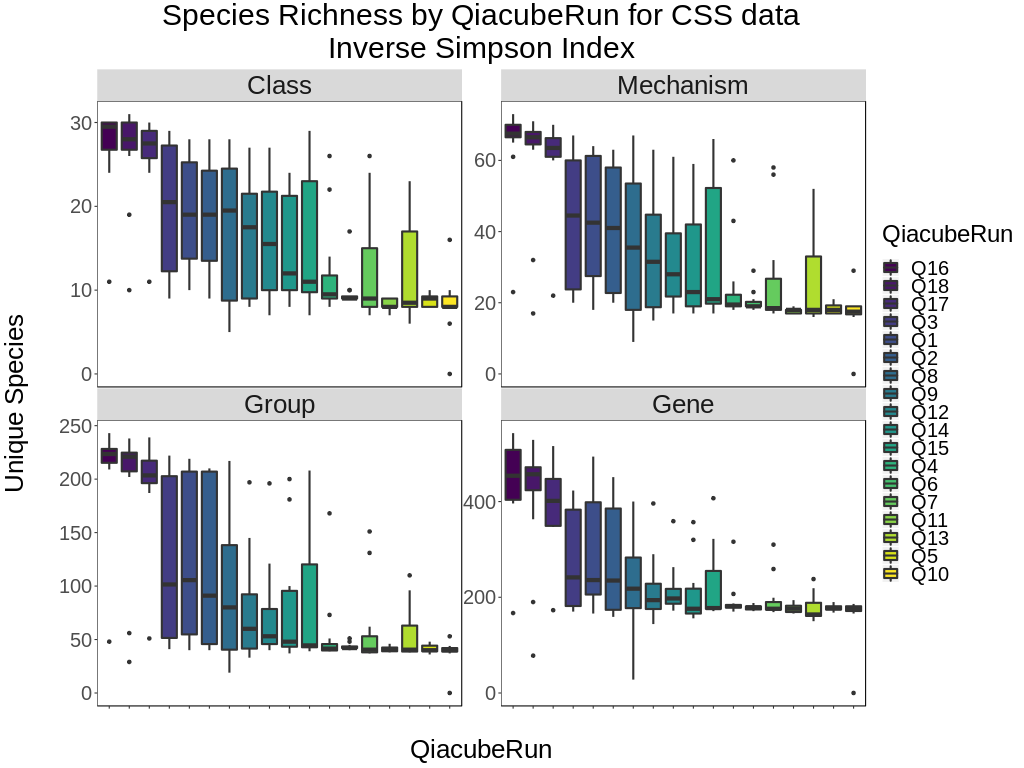 Species Richness by QiacubeRun for CSS data
Inverse Simpson Index
Class
Mechanism
30
20
10
0
60
40
20
0
Group
Gene
250
200
150
100
50
0
400
200
0
Unique Species
QiacubeRun
QiacubeRun
Q16
Q18
Q17
Q3
Q1
Q2
Q8
Q9
Q12
Q14
Q15
Q4
Q6
Q7
Q11
Q13
Q5
Q10